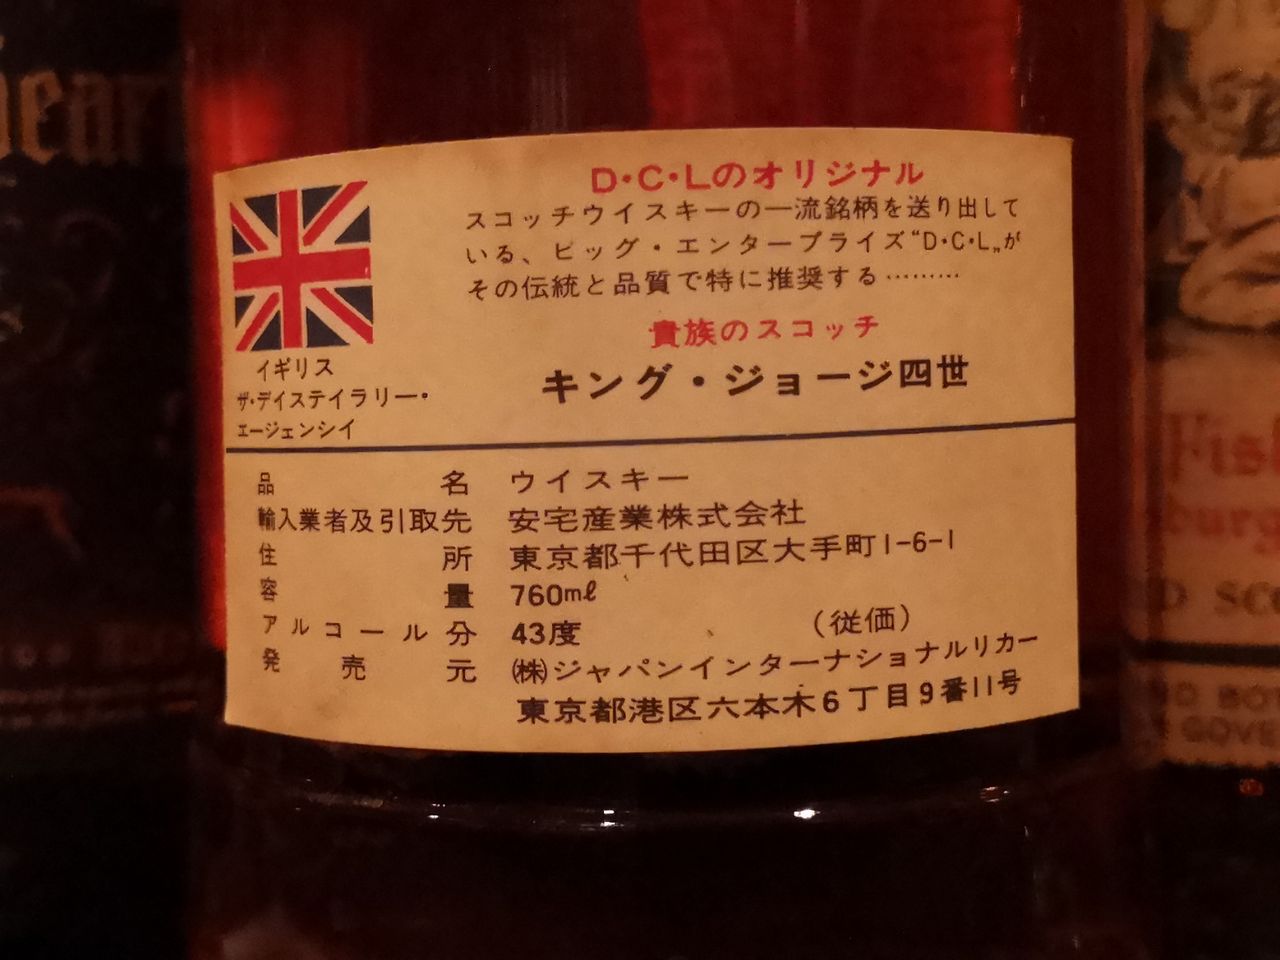 D・C・Lのオリジナル
スコッチウイスキーの一流銘柄を送り出して
いる、ビッグ・エンタープライズ“D・C・L„が
その伝統と品質で特に推奨する………
貴族のスコッチ
キング・ジョージ四世
イギリス
ザ・デイステイラリー・
エージェンシイ
品名 ウイスキー
輸入業者及引取先 安宅産業株式会社
住所 東京都千代田区大手町1-6-1
容量 760mℓ
アルコール分 43度 (従価)
発売元 ㈱ジャパンインターナショナルリカー
東京都港区六本木6丁目9番11号